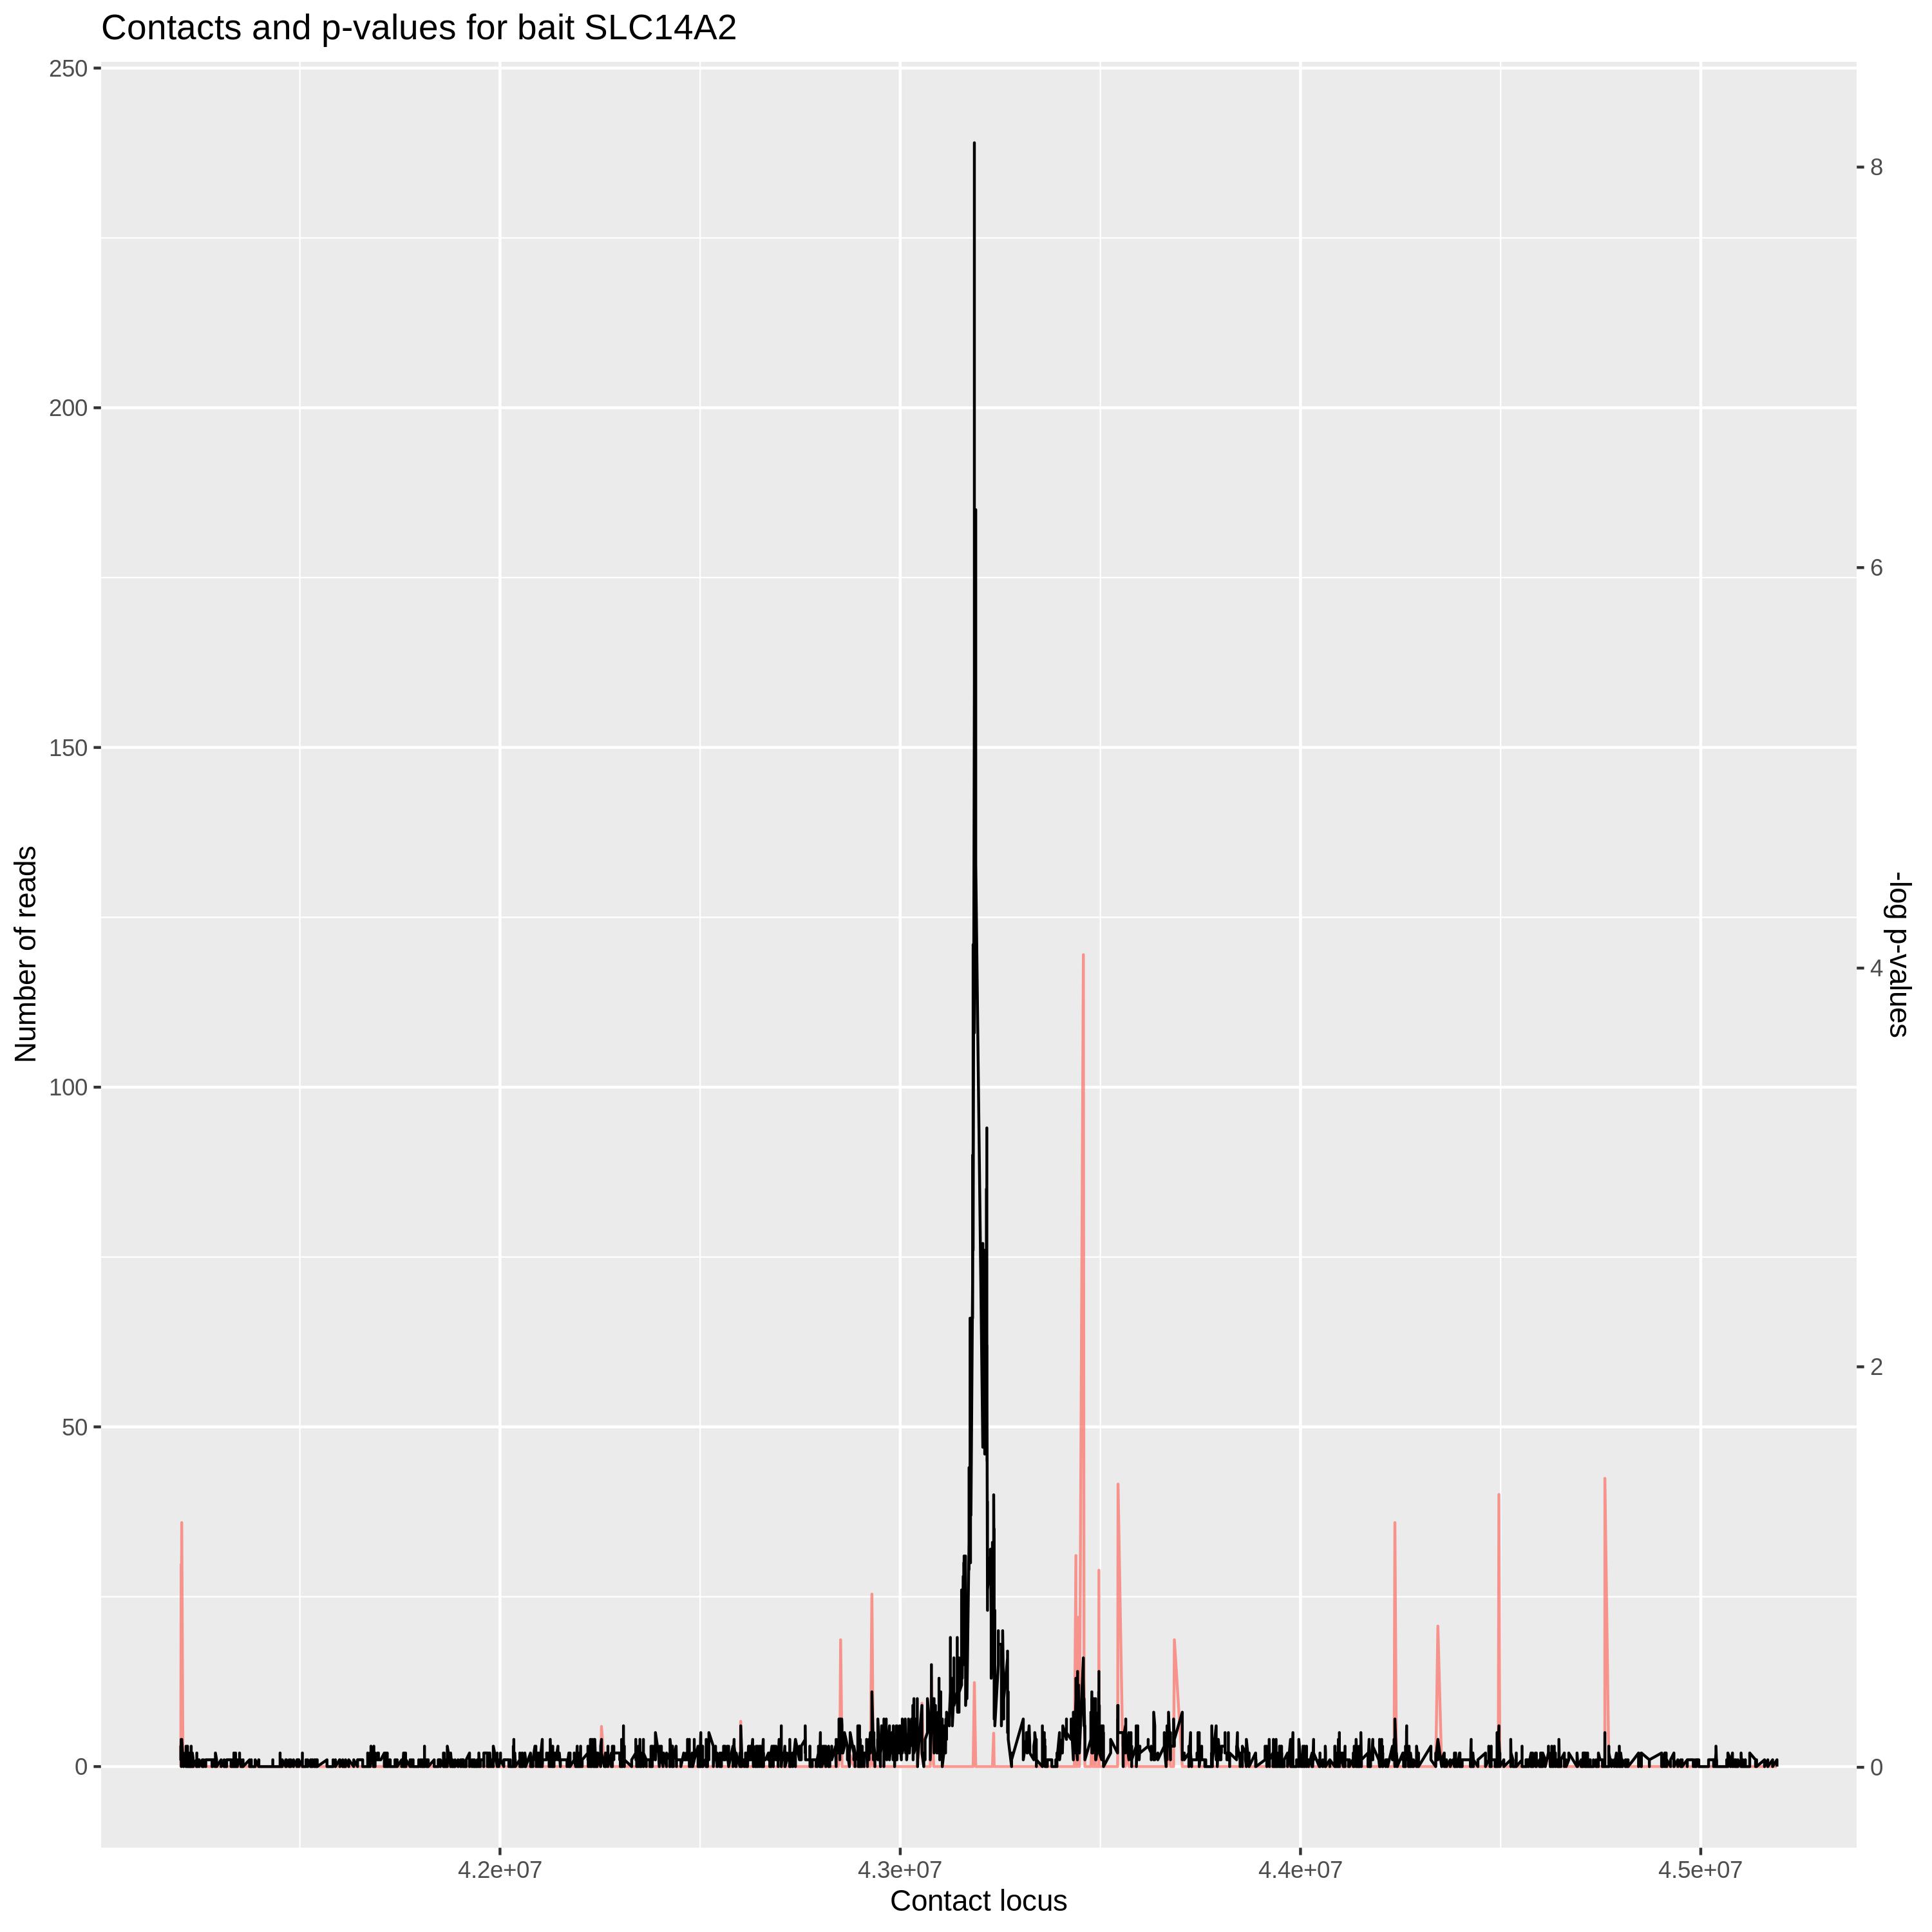 Contacts and p-values for bait SLC14A2
250
200
150
100
50
0
Number of reads
8
6
4
2
0
-log p-values
4.2e+07
4.3e+07
4.4e+07
4.5e+07
Contact locus